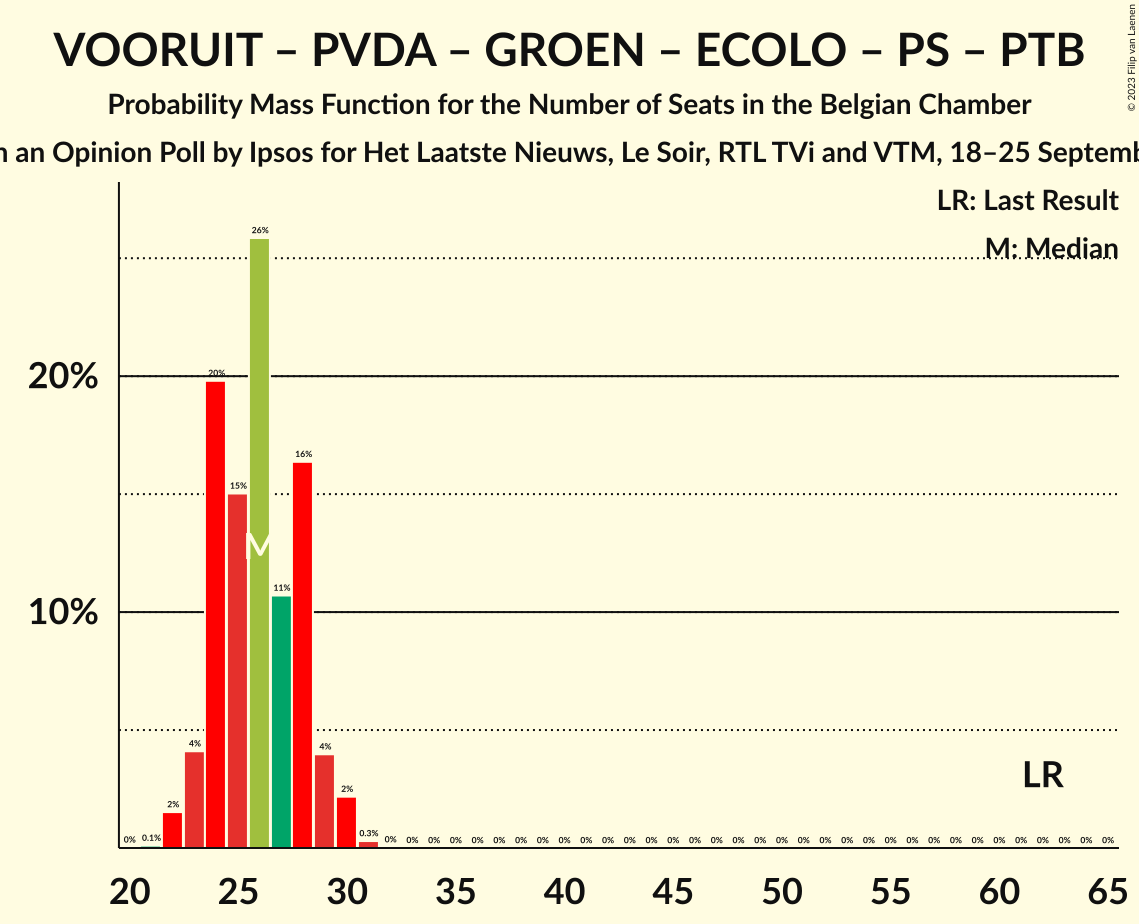 VOORUIT – PVDA – GROEN – ECOLO – PS – PTB
© 2023 Filip van Laenen
Probability Mass Function for the Number of Seats in the Belgian Chamber
an Opinion Poll by Ipsos for Het Laatste Nieuws, Le Soir, RTL TVi and VTM, 18–25 Septemb
LR: Last Result
M: Median
26%
20%
20%
16%
15%
M
11%
10%
4%
4%
LR
2%
2%
0% 0.1% 0.3% 0% 0% 0% 0% 0% 0% 0% 0% 0% 0% 0% 0% 0% 0% 0% 0% 0% 0% 0% 0% 0% 0% 0% 0% 0% 0% 0% 0% 0% 0% 0% 0% 0% 0%
20 25 30 35 40 45 50 55 60 65